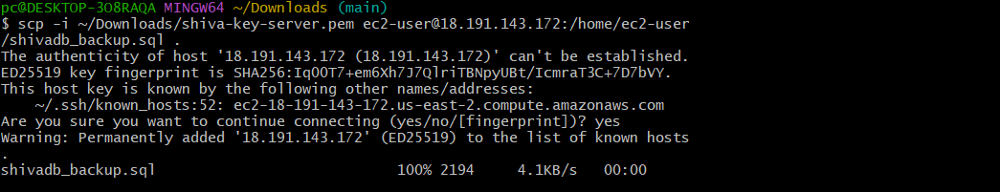 pc@DESKTOP-3O8RAQA MINGW64 ~/Downloads (main)
$ scp -i ~/Downloads/shiva-key-server.pem ec2-user@18.191.143.172:/home/ec2-user
/shivadb_backup.sql .
The authenticity of host '18.191.143.172 (18.191.143.172)' can't be established.
ED25519 key fingerprint is SHA256:Iq0OT7+em6Xh7J7QlriTBNpyUBt/IcmraT3C+7D7bVY.
This host key is known by the following other names/addresses:
    ~/.ssh/known_hosts:52: ec2-18-191-143-172.us-east-2.compute.amazonaws.com
Are you sure you want to continue connecting (yes/no/[fingerprint])? yes
Warning: Permanently added '18.191.143.172' (ED25519) to the list of known hosts
.
shivadb_backup.sql                            100% 2194     4.1KB/s   00:00